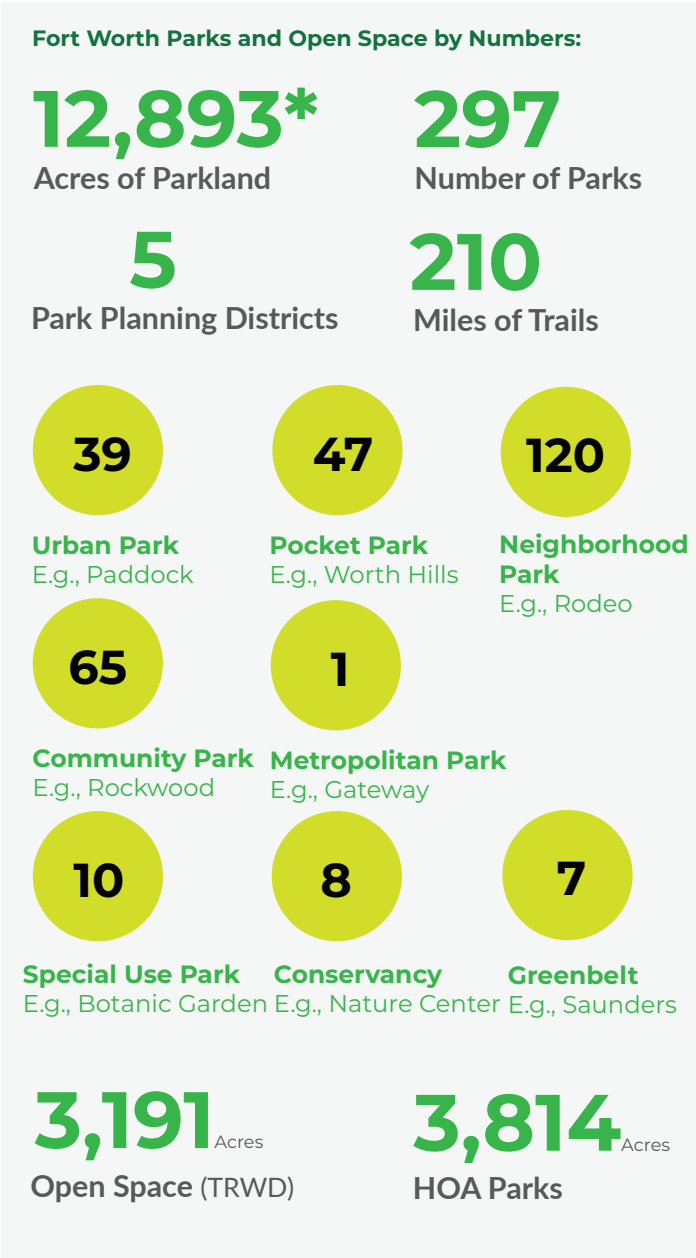 Fort Worth Parks and Open Space by Numbers:
12,893*
Acres of Parkland
297
Number of Parks
5
Park Planning Districts
210
Miles of Trails
39
Urban Park
E.g., Paddock
47
Pocket Park
E.g., Worth Hills
120
Neighborhood
Park
E.g., Rodeo
65
Community Park
E.g., Rockwood
1
Metropolitan Park
E.g., Gateway
10
Special Use Park
E.g., Botanic Garden
8
Conservancy
E.g., Nature Center
7
Greenbelt
E.g., Saunders
3,191 Acres
Open Space (TRWD)
3,814 Acres
HOA Parks